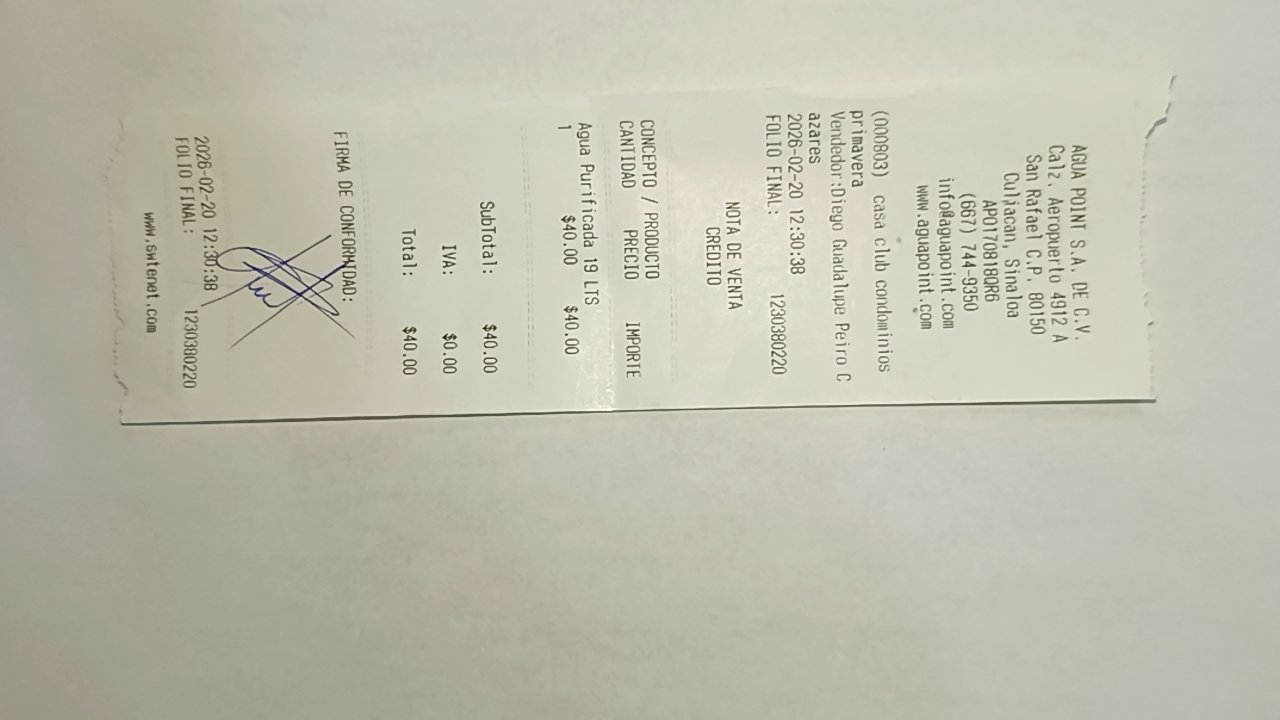 AGUA POINT S.A. DE C.V.
Calz. Aeropuerto 4912 A
San Rafael C.P. 80150
Culiacan, Sinaloa
APO170818QR6
(667) 744-9350
info@aguapoint.com
www.aguapoint.com
(000803) casa club condominios
primavera
Vendedor:Diego Guadalupe Peiro C
azares
2026-02-20 12:30:38
FOLIO FINAL: 1230380220
NOTA DE VENTA
CREDITO
CONCEPTO / PRODUCTO
CANTIDAD PRECIO IMPORTE
Agua Purificada 19 LTS
1 $40.00 $40.00
SubTotal: $40.00
IVA: $0.00
Total: $40.00
FIRMA DE CONFORMIDAD:
2026-02-20 12:30:38
FOLIO FINAL: 1230380220
www.swtenet.com